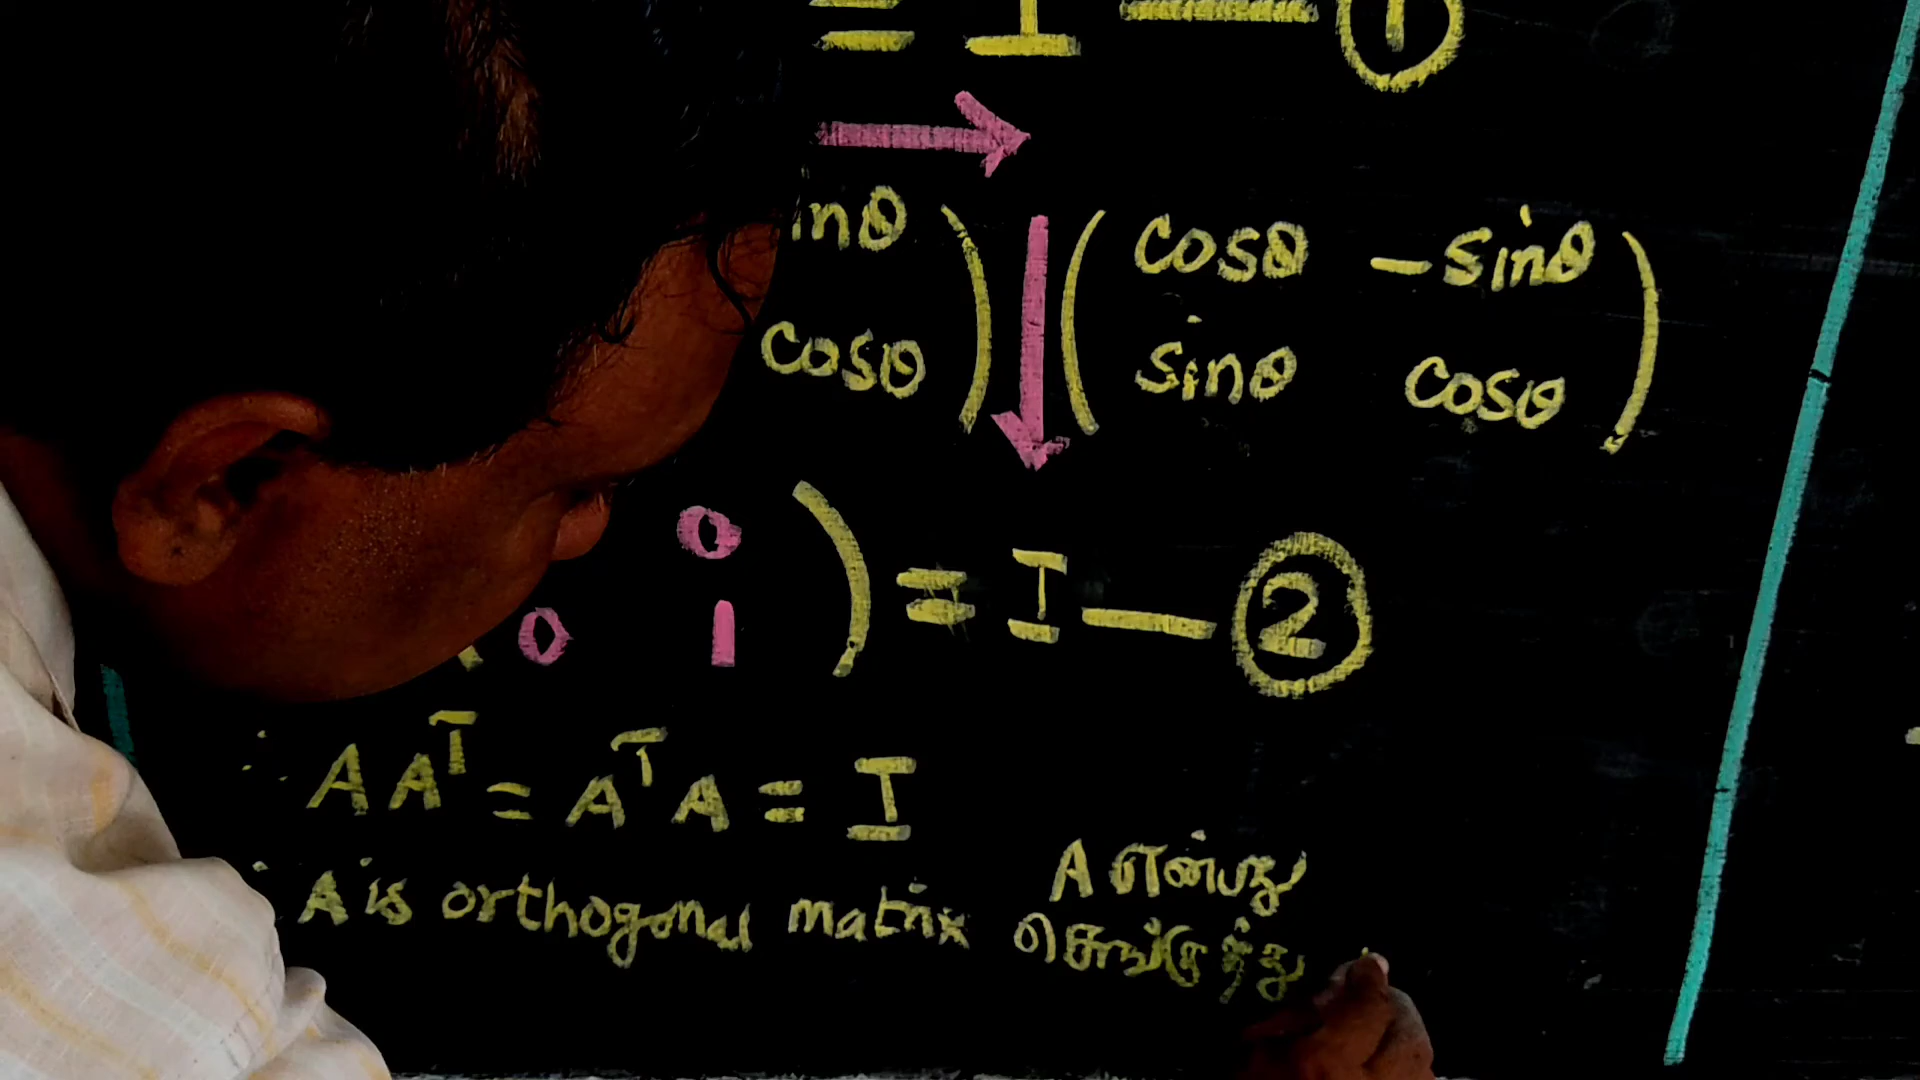 = I — ①
inθ ) ( cosθ -sinθ
cosθ sinθ cosθ )
0
0 1 ) = I — ②
∴ AAᵀ = AᵀA = I
∴ A is orthogonal matrix
A என்பது
செங்குத்து